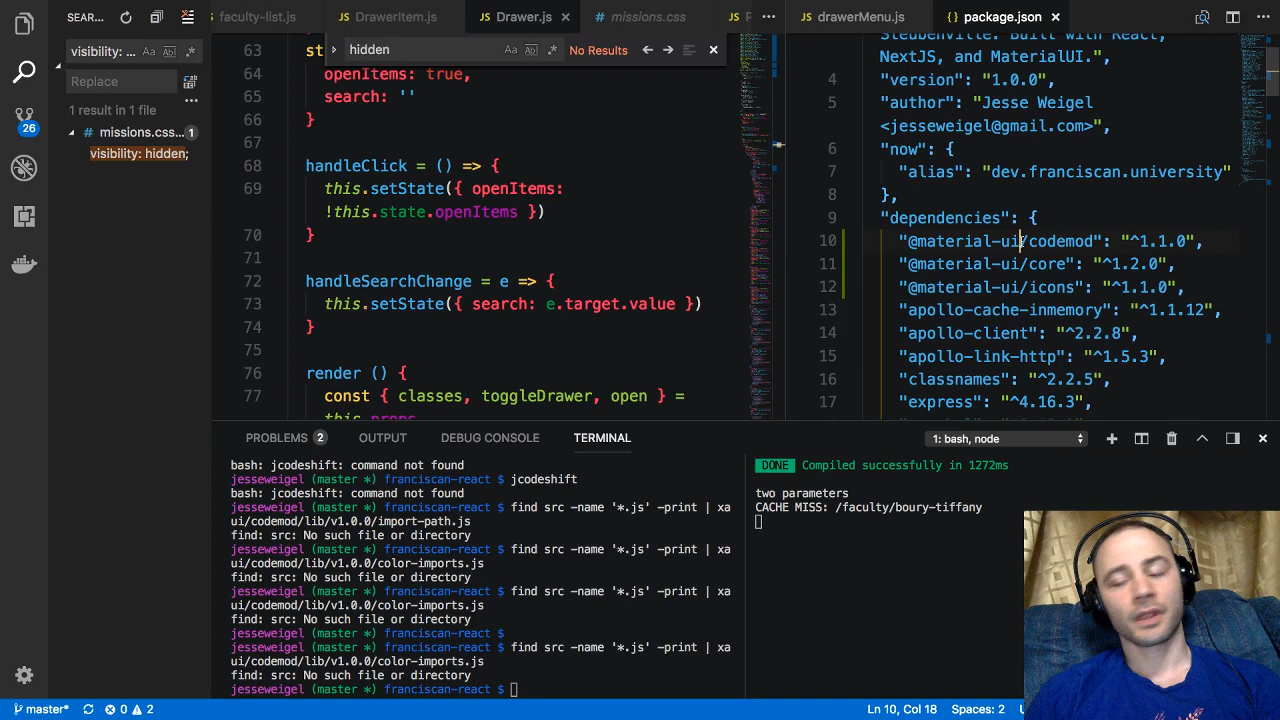 faculty-list.js
DrawerItem.js
Drawer.js
missions.css
drawerMenu.js
package.json
SEAR...
visibility: ...
Replace
1 result in 1 file
missions.css...
1
visibility: hidden;
26
hidden
No Results
63
64 openItems: true,
65 search: ''
66 }
67
68 handleClick = () => {
69 this.setState({ openItems:
!this.state.openItems })
70 }
71
72 handleSearchChange = e => {
73 this.setState({ search: e.target.value })
74 }
75
76 render () {
77 const { classes, toggleDrawer, open } =
this.props
Steubenville. Built with React,
NextJS, and MaterialUI.",
4 "version": "1.0.0",
5 "author": "Jesse Weigel
<jesseweigel@gmail.com>",
6 "now": {
7 "alias": "dev.franciscan.university"
8 },
9 "dependencies": {
10 "@material-ui/codemod": "^1.1.0",
11 "@material-ui/core": "^1.2.0",
12 "@material-ui/icons": "^1.1.0",
13 "apollo-cache-inmemory": "^1.1.12",
14 "apollo-client": "^2.2.8",
15 "apollo-link-http": "^1.5.3",
16 "classnames": "^2.2.5",
17 "express": "^4.16.3",
PROBLEMS 2 OUTPUT DEBUG CONSOLE TERMINAL
1: bash, node
bash: jcodeshift: command not found
jesseweigel (master *) franciscan-react $ jcodeshift
bash: jcodeshift: command not found
jesseweigel (master *) franciscan-react $ find src -name '*.js' -print | xa
ui/codemod/lib/v1.0.0/import-path.js
find: src: No such file or directory
jesseweigel (master *) franciscan-react $ find src -name '*.js' -print | xa
ui/codemod/lib/v1.0.0/color-imports.js
find: src: No such file or directory
jesseweigel (master *) franciscan-react $ find src -name '*.js' -print | xa
ui/codemod/lib/v1.0.0/color-imports.js
find: src: No such file or directory
jesseweigel (master *) franciscan-react $
jesseweigel (master *) franciscan-react $ find src -name '*.js' -print | xa
ui/codemod/lib/v1.0.0/color-imports.js
find: src: No such file or directory
jesseweigel (master *) franciscan-react $
DONE Compiled successfully in 1272ms
two parameters
CACHE MISS: /faculty/boury-tiffany
master*
0
2
Ln 10, Col 18
Spaces: 2